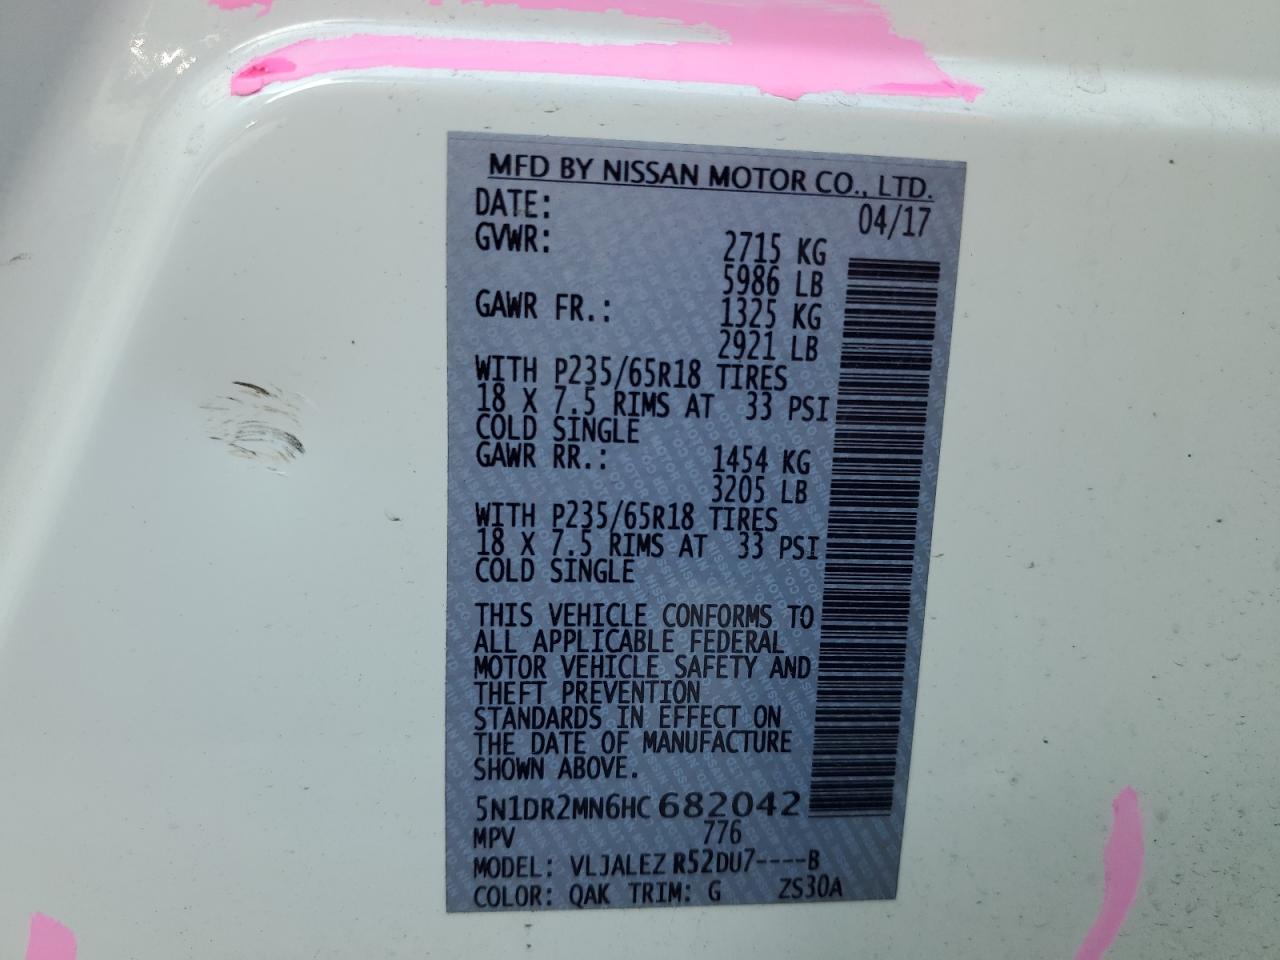 MFD BY NISSAN MOTOR CO., LTD.
DATE: 04/17
GVWR: 2715 KG
5986 LB
GAWR FR.: 1325 KG
2921 LB
WITH P235/65R18 TIRES
18 X 7.5 RIMS AT 33 PSI
COLD SINGLE
GAWR RR.: 1454 KG
3205 LB
WITH P235/65R18 TIRES
18 X 7.5 RIMS AT 33 PSI
COLD SINGLE
THIS VEHICLE CONFORMS TO
ALL APPLICABLE FEDERAL
MOTOR VEHICLE SAFETY AND
THEFT PREVENTION
STANDARDS IN EFFECT ON
THE DATE OF MANUFACTURE
SHOWN ABOVE.
5N1DR2MN6HC682042
MPV 776
MODEL: VLJALEZ R52DU7----B
COLOR: QAK TRIM: G ZS30A